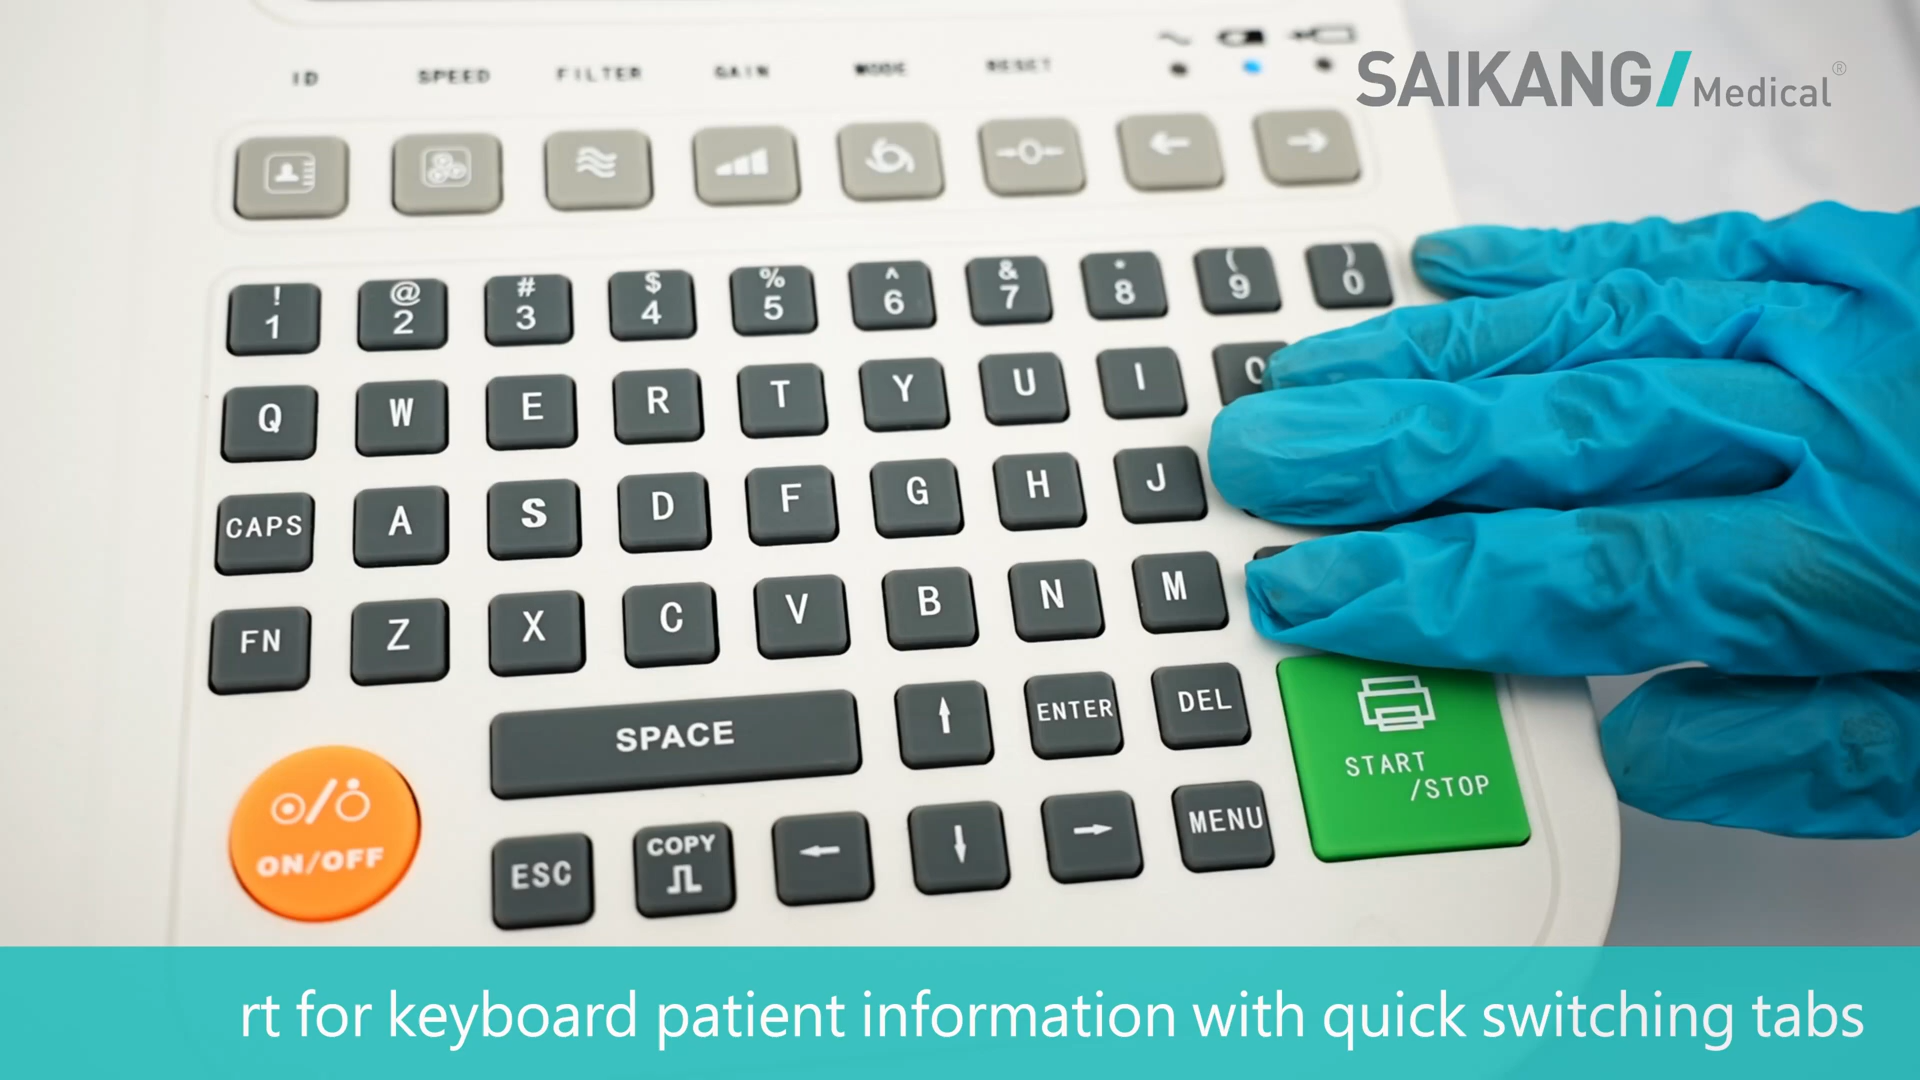 SAIKANG/Medical®
ID SPEED FILTER GAIN MODE RESET
! @ # $ % ^ & * ( )
1 2 3 4 5 6 7 8 9 0
Q W E R T Y U I
CAPS A S D F G H J
FN Z X C V B N M
SPACE ENTER DEL
START
/STOP
ON/OFF
ESC COPY MENU
rt for keyboard patient information with quick switching tabs